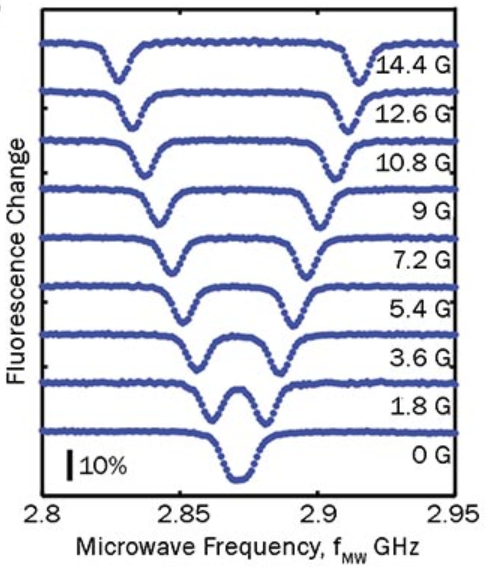 Fluorescence Change
14.4 G
12.6 G
10.8 G
9 G
7.2 G
5.4 G
3.6 G
1.8 G
0 G
10%
2.8 2.85 2.9 2.95
Microwave Frequency, fMW GHz